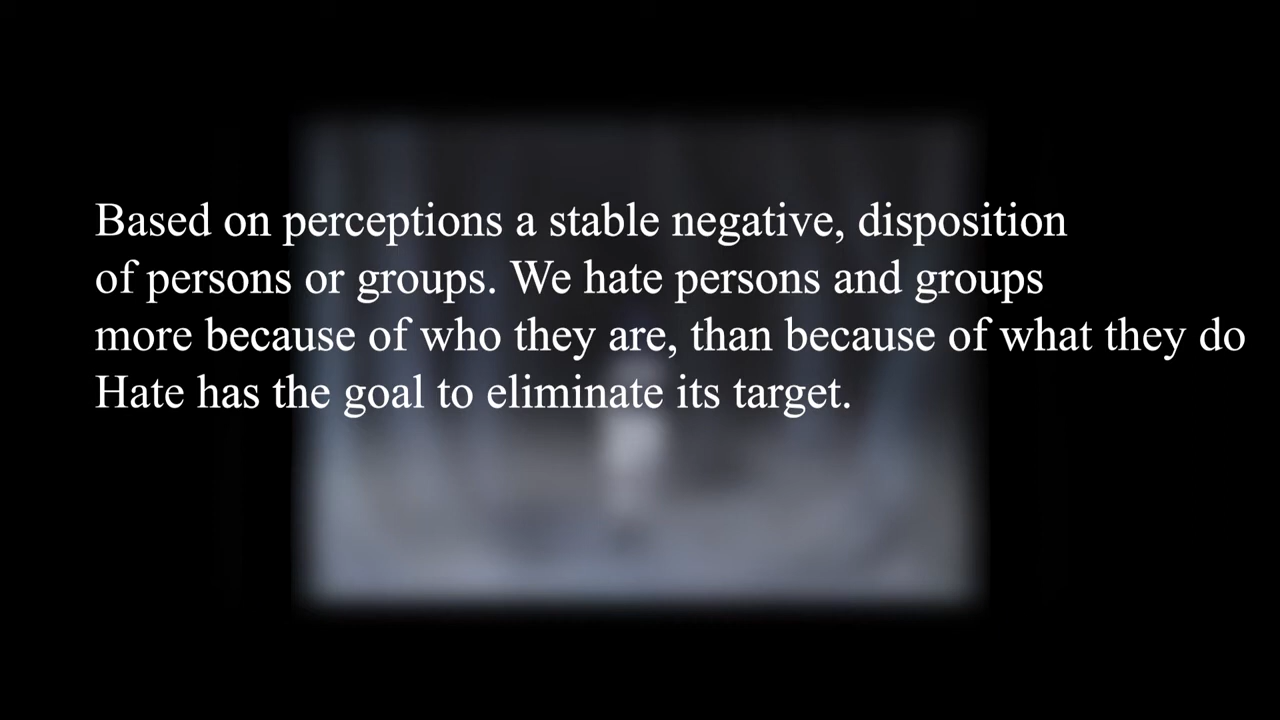 Based on perceptions a stable negative, disposition
of persons or groups. We hate persons and groups
more because of who they are, than because of what they do
Hate has the goal to eliminate its target.